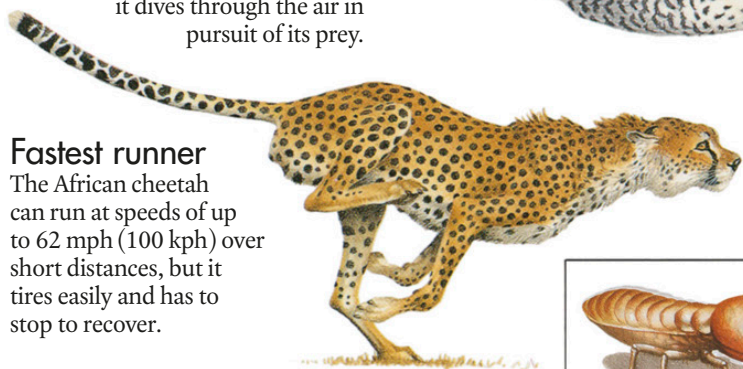 it dives through the air in
pursuit of its prey.
Fastest runner
The African cheetah
can run at speeds of up
to 62 mph (100 kph) over
short distances, but it
tires easily and has to
stop to recover.